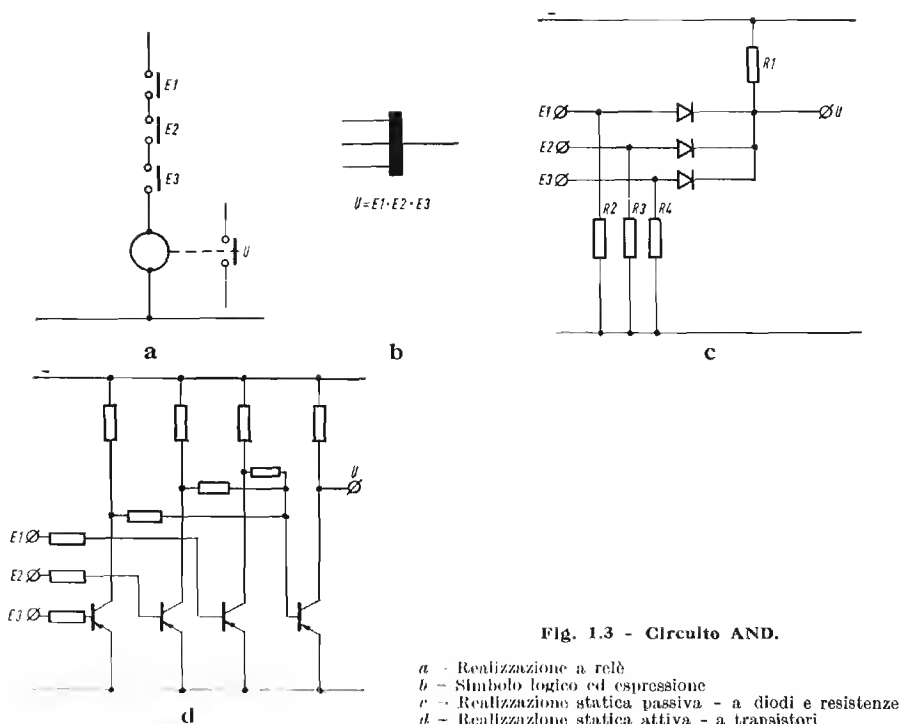 E1
E2
E3
U
a
U=E1·E2·E3
b
-
R1
E1
E2
E3
U
R2 R3 R4
c
-
U
E1
E2
E3
d
Fig. 1.3 - Circuito AND.
a - Realizzazione a relè
b - Simbolo logico ed espressione
c - Realizzazione statica passiva - a diodi e resistenze
d - Realizzazione statica attiva - a transistori